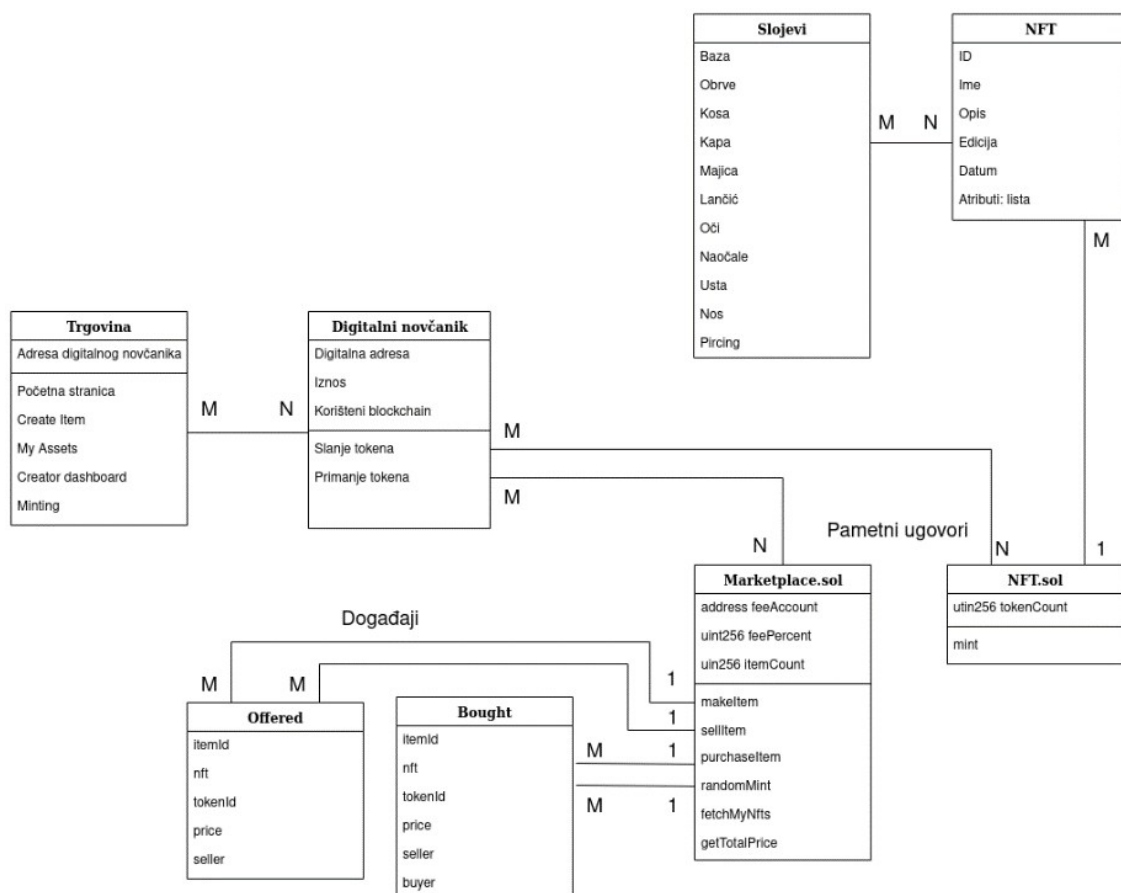 Slojevi
Baza
Obrve
Kosa
Kapa
Majica
Lančić
Oči
Naočale
Usta
Nos
Pircing
M
N
NFT
ID
Ime
Opis
Edicija
Datum
Atributi: lista
M
Trgovina
Adresa digitalnog novčanika
Početna stranica
Create Item
My Assets
Creator dashboard
Minting
M
N
Digitalni novčanik
Digitalna adresa
Iznos
Korišteni blockchain
Slanje tokena
Primanje tokena
M
M
Pametni ugovori
N
N
1
Marketplace.sol
address feeAccount
uint256 feePercent
uin256 itemCount
makeItem
sellItem
purchaseItem
randomMint
fetchMyNfts
getTotalPrice
NFT.sol
utin256 tokenCount
mint
Događaji
M
M
1
1
M
1
M
1
Offered
itemId
nft
tokenId
price
seller
Bought
itemId
nft
tokenId
price
seller
buyer